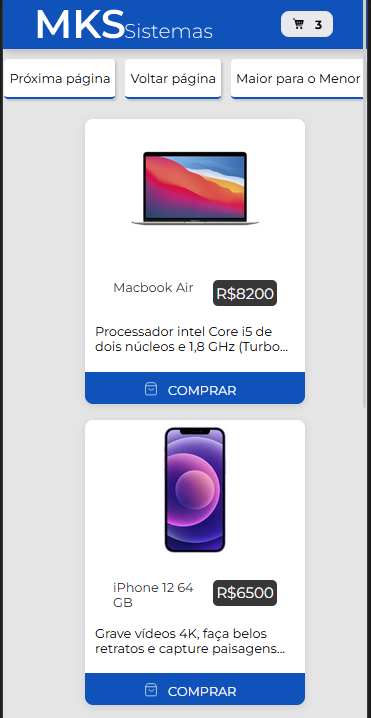 MKS Sistemas 3
Próxima página Voltar página Maior para o Menor
Macbook Air R$8200
Processador intel Core i5 de
dois núcleos e 1,8 GHz (Turbo...
COMPRAR
iPhone 12 64
GB
R$6500
Grave vídeos 4K, faça belos
retratos e capture paisagens...
COMPRAR